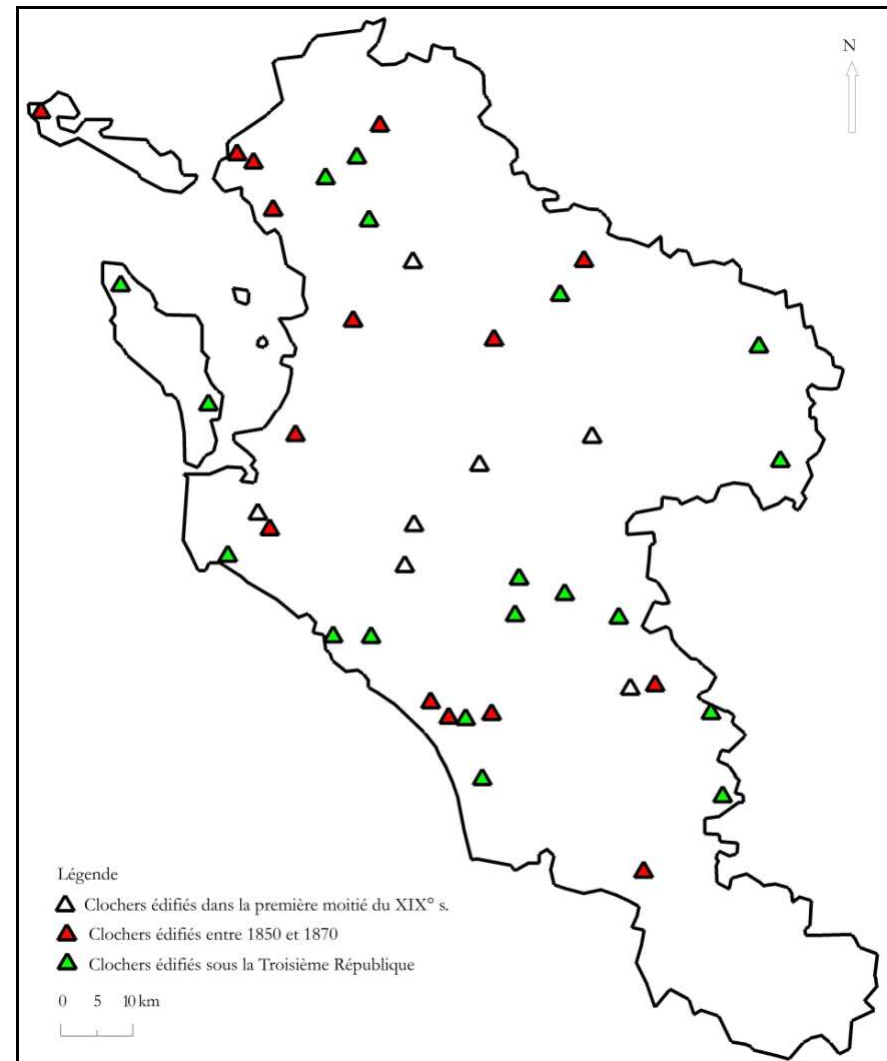 N
Légende
Clochers édifiés dans la première moitié du XIX° s.
Clochers édifiés entre 1850 et 1870
Clochers édifiés sous la Troisième République
0 5 10 km